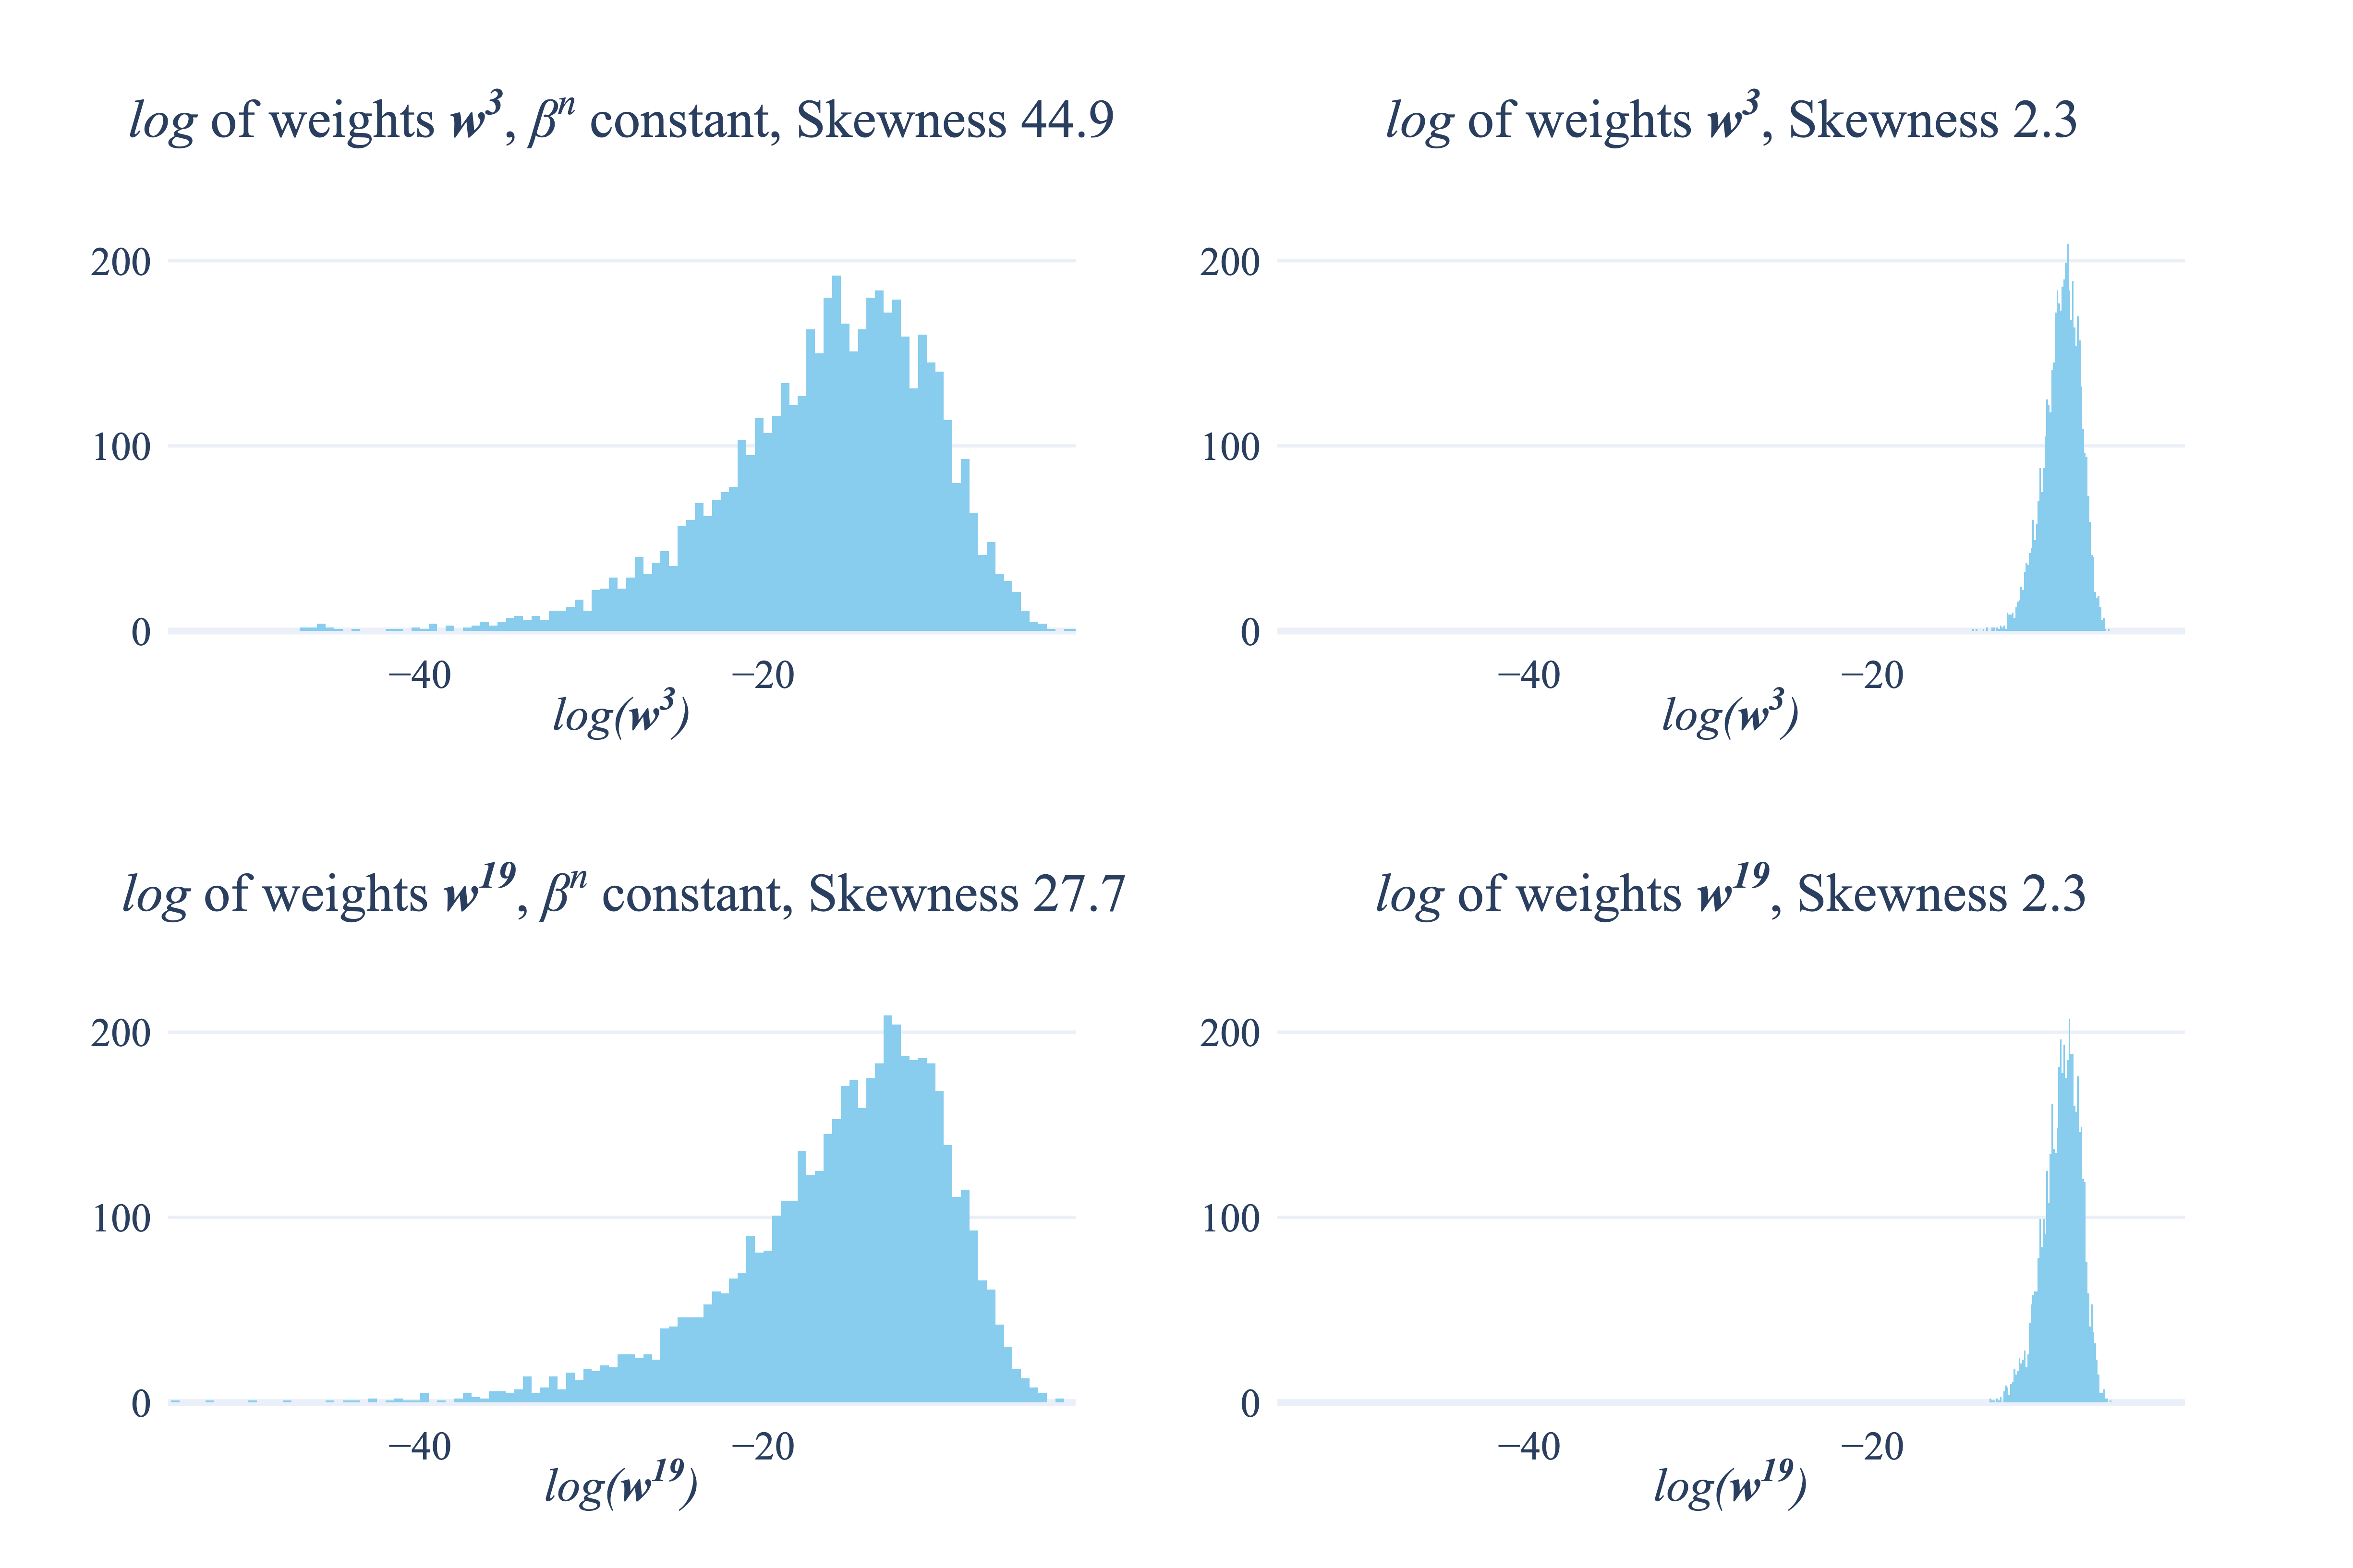 log of weights w³, βⁿ constant, Skewness 44.9
log of weights w³, Skewness 2.3
200
100
0
−40
−20
log(w³)
200
100
0
−40
−20
log(w³)
log of weights w¹⁹, βⁿ constant, Skewness 27.7
log of weights w¹⁹, Skewness 2.3
200
100
0
−40
−20
log(w¹⁹)
200
100
0
−40
−20
log(w¹⁹)